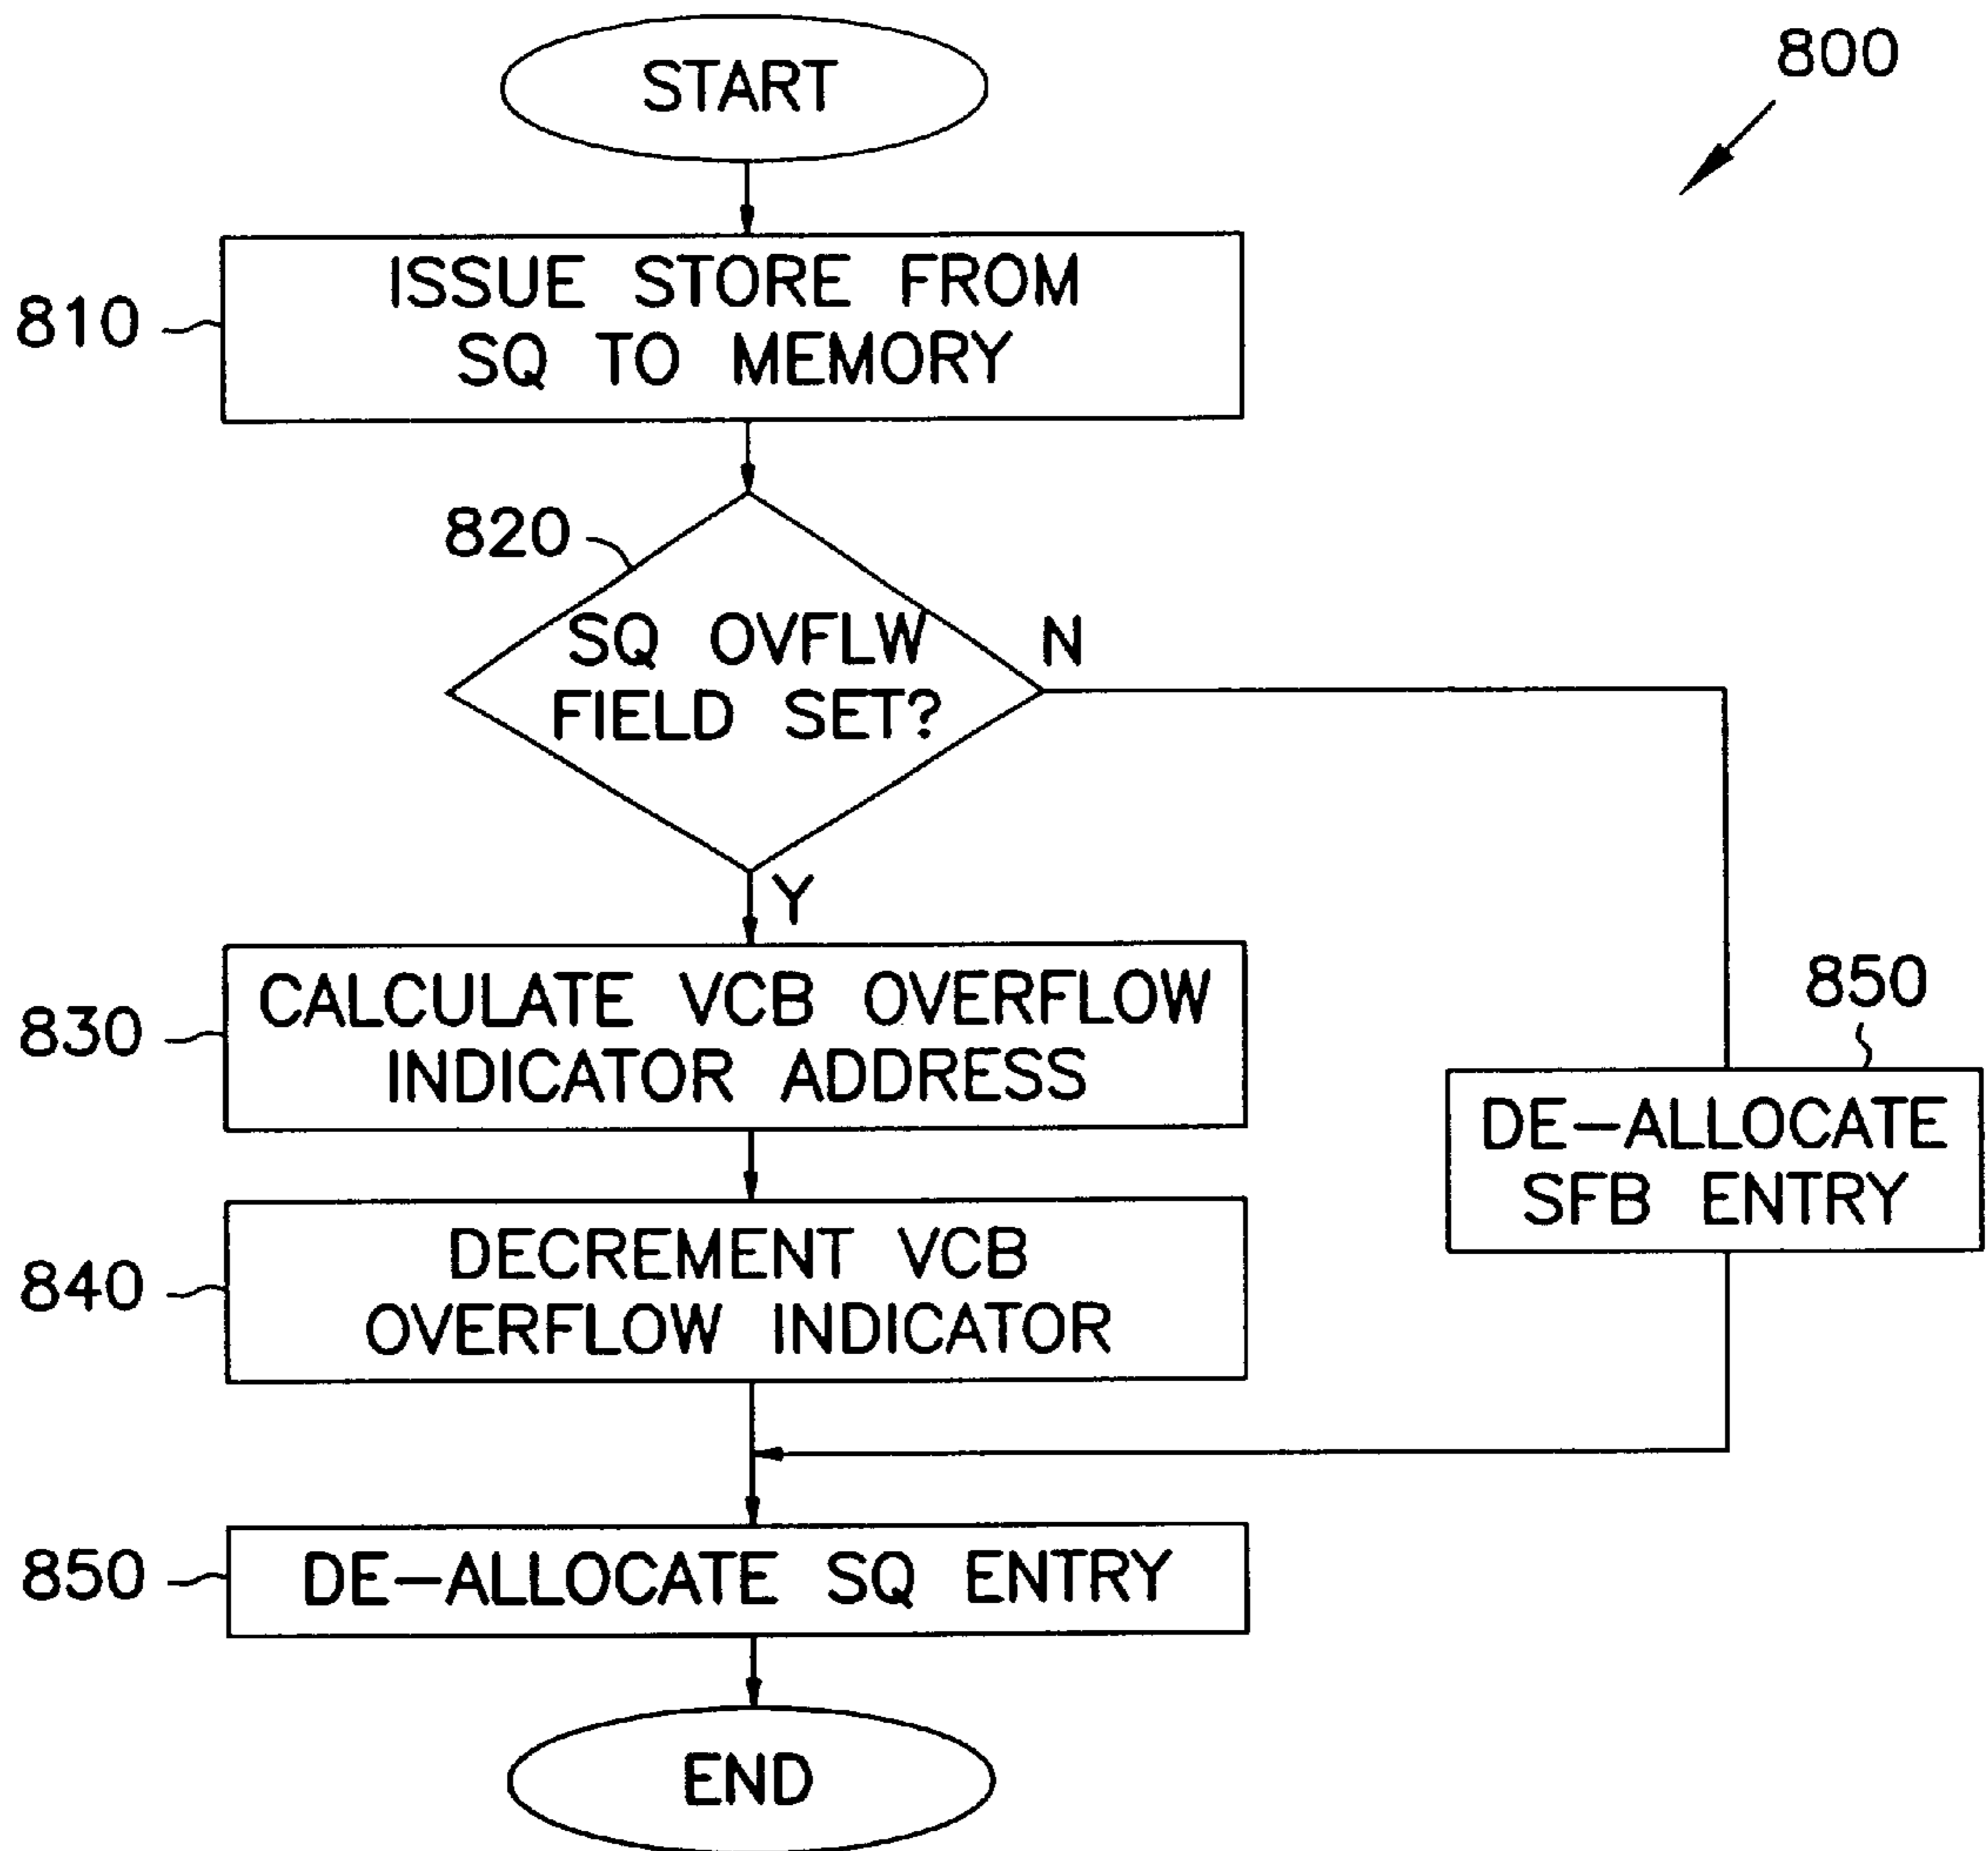 START
800
810
ISSUE STORE FROM
SQ TO MEMORY
820
SQ OVFLW
FIELD SET?
N
Y
830
CALCULATE VCB OVERFLOW
INDICATOR ADDRESS
850
DE-ALLOCATE
SFB ENTRY
840
DECREMENT VCB
OVERFLOW INDICATOR
850
DE-ALLOCATE SQ ENTRY
END